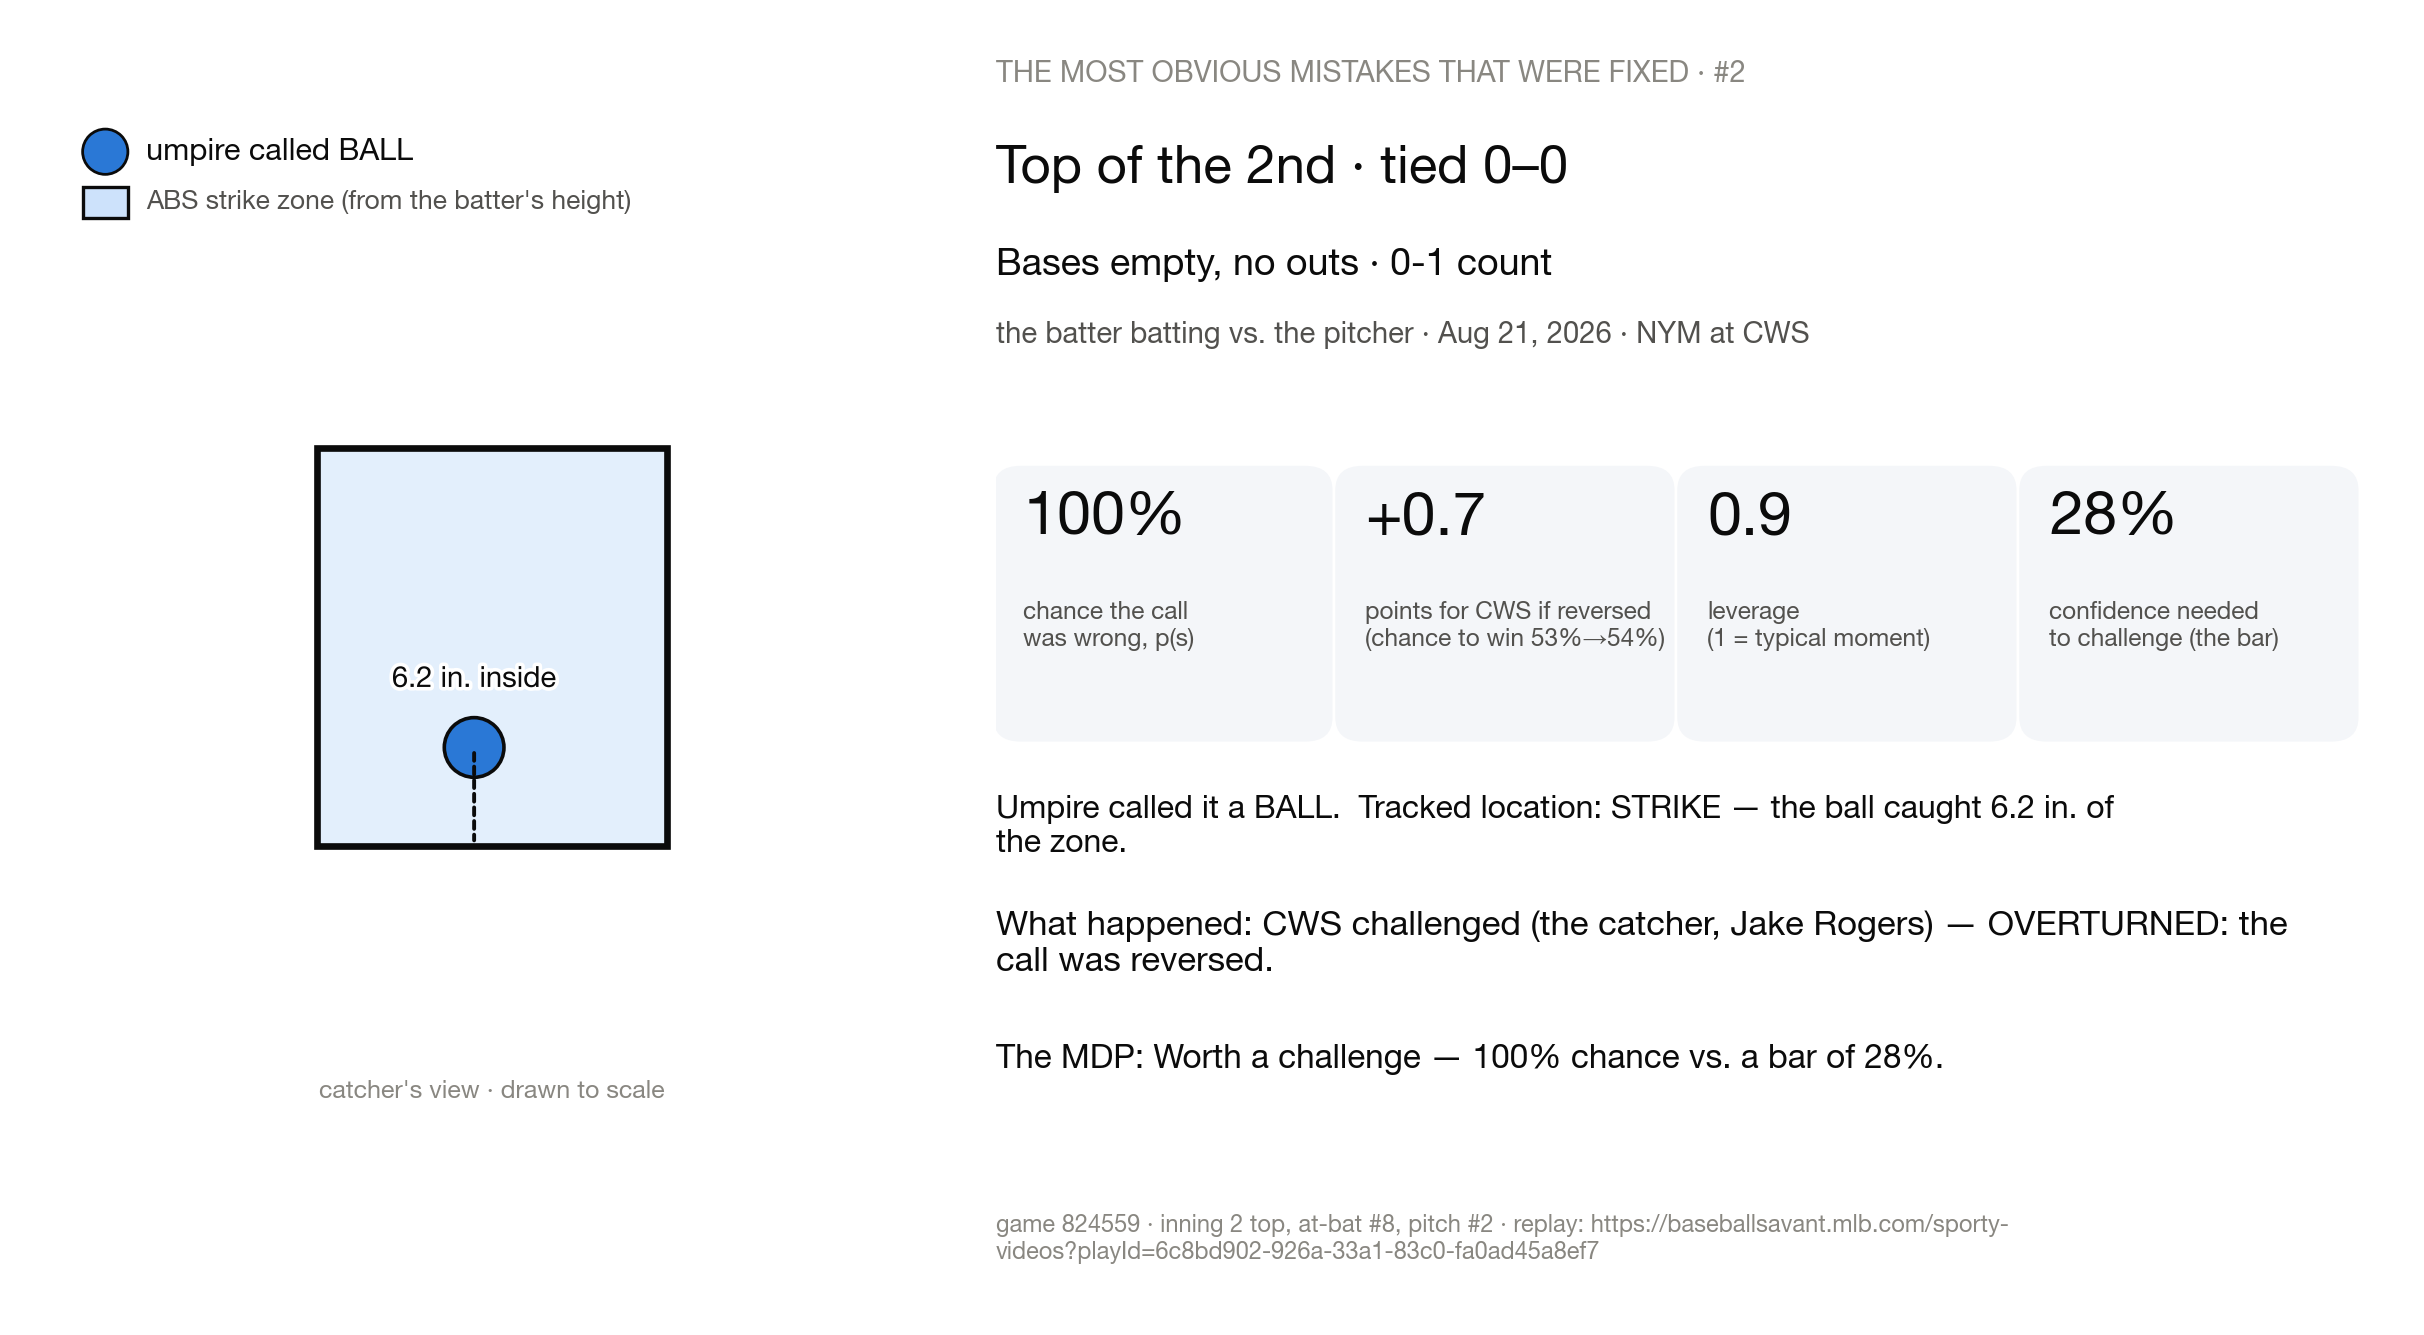 THE MOST OBVIOUS MISTAKES THAT WERE FIXED · #2
umpire called BALL
ABS strike zone (from the batter's height)
Top of the 2nd · tied 0–0
Bases empty, no outs · 0-1 count
the batter batting vs. the pitcher · Aug 21, 2026 · NYM at CWS
6.2 in. inside
catcher's view · drawn to scale
100%
chance the call
was wrong, p(s)
+0.7
points for CWS if reversed
(chance to win 53%→54%)
0.9
leverage
(1 = typical moment)
28%
confidence needed
to challenge (the bar)
Umpire called it a BALL.  Tracked location: STRIKE — the ball caught 6.2 in. of
the zone.
What happened: CWS challenged (the catcher, Jake Rogers) — OVERTURNED: the
call was reversed.
The MDP: Worth a challenge — 100% chance vs. a bar of 28%.
game 824559 · inning 2 top, at-bat #8, pitch #2 · replay: https://baseballsavant.mlb.com/sporty-
videos?playId=6c8bd902-926a-33a1-83c0-fa0ad45a8ef7